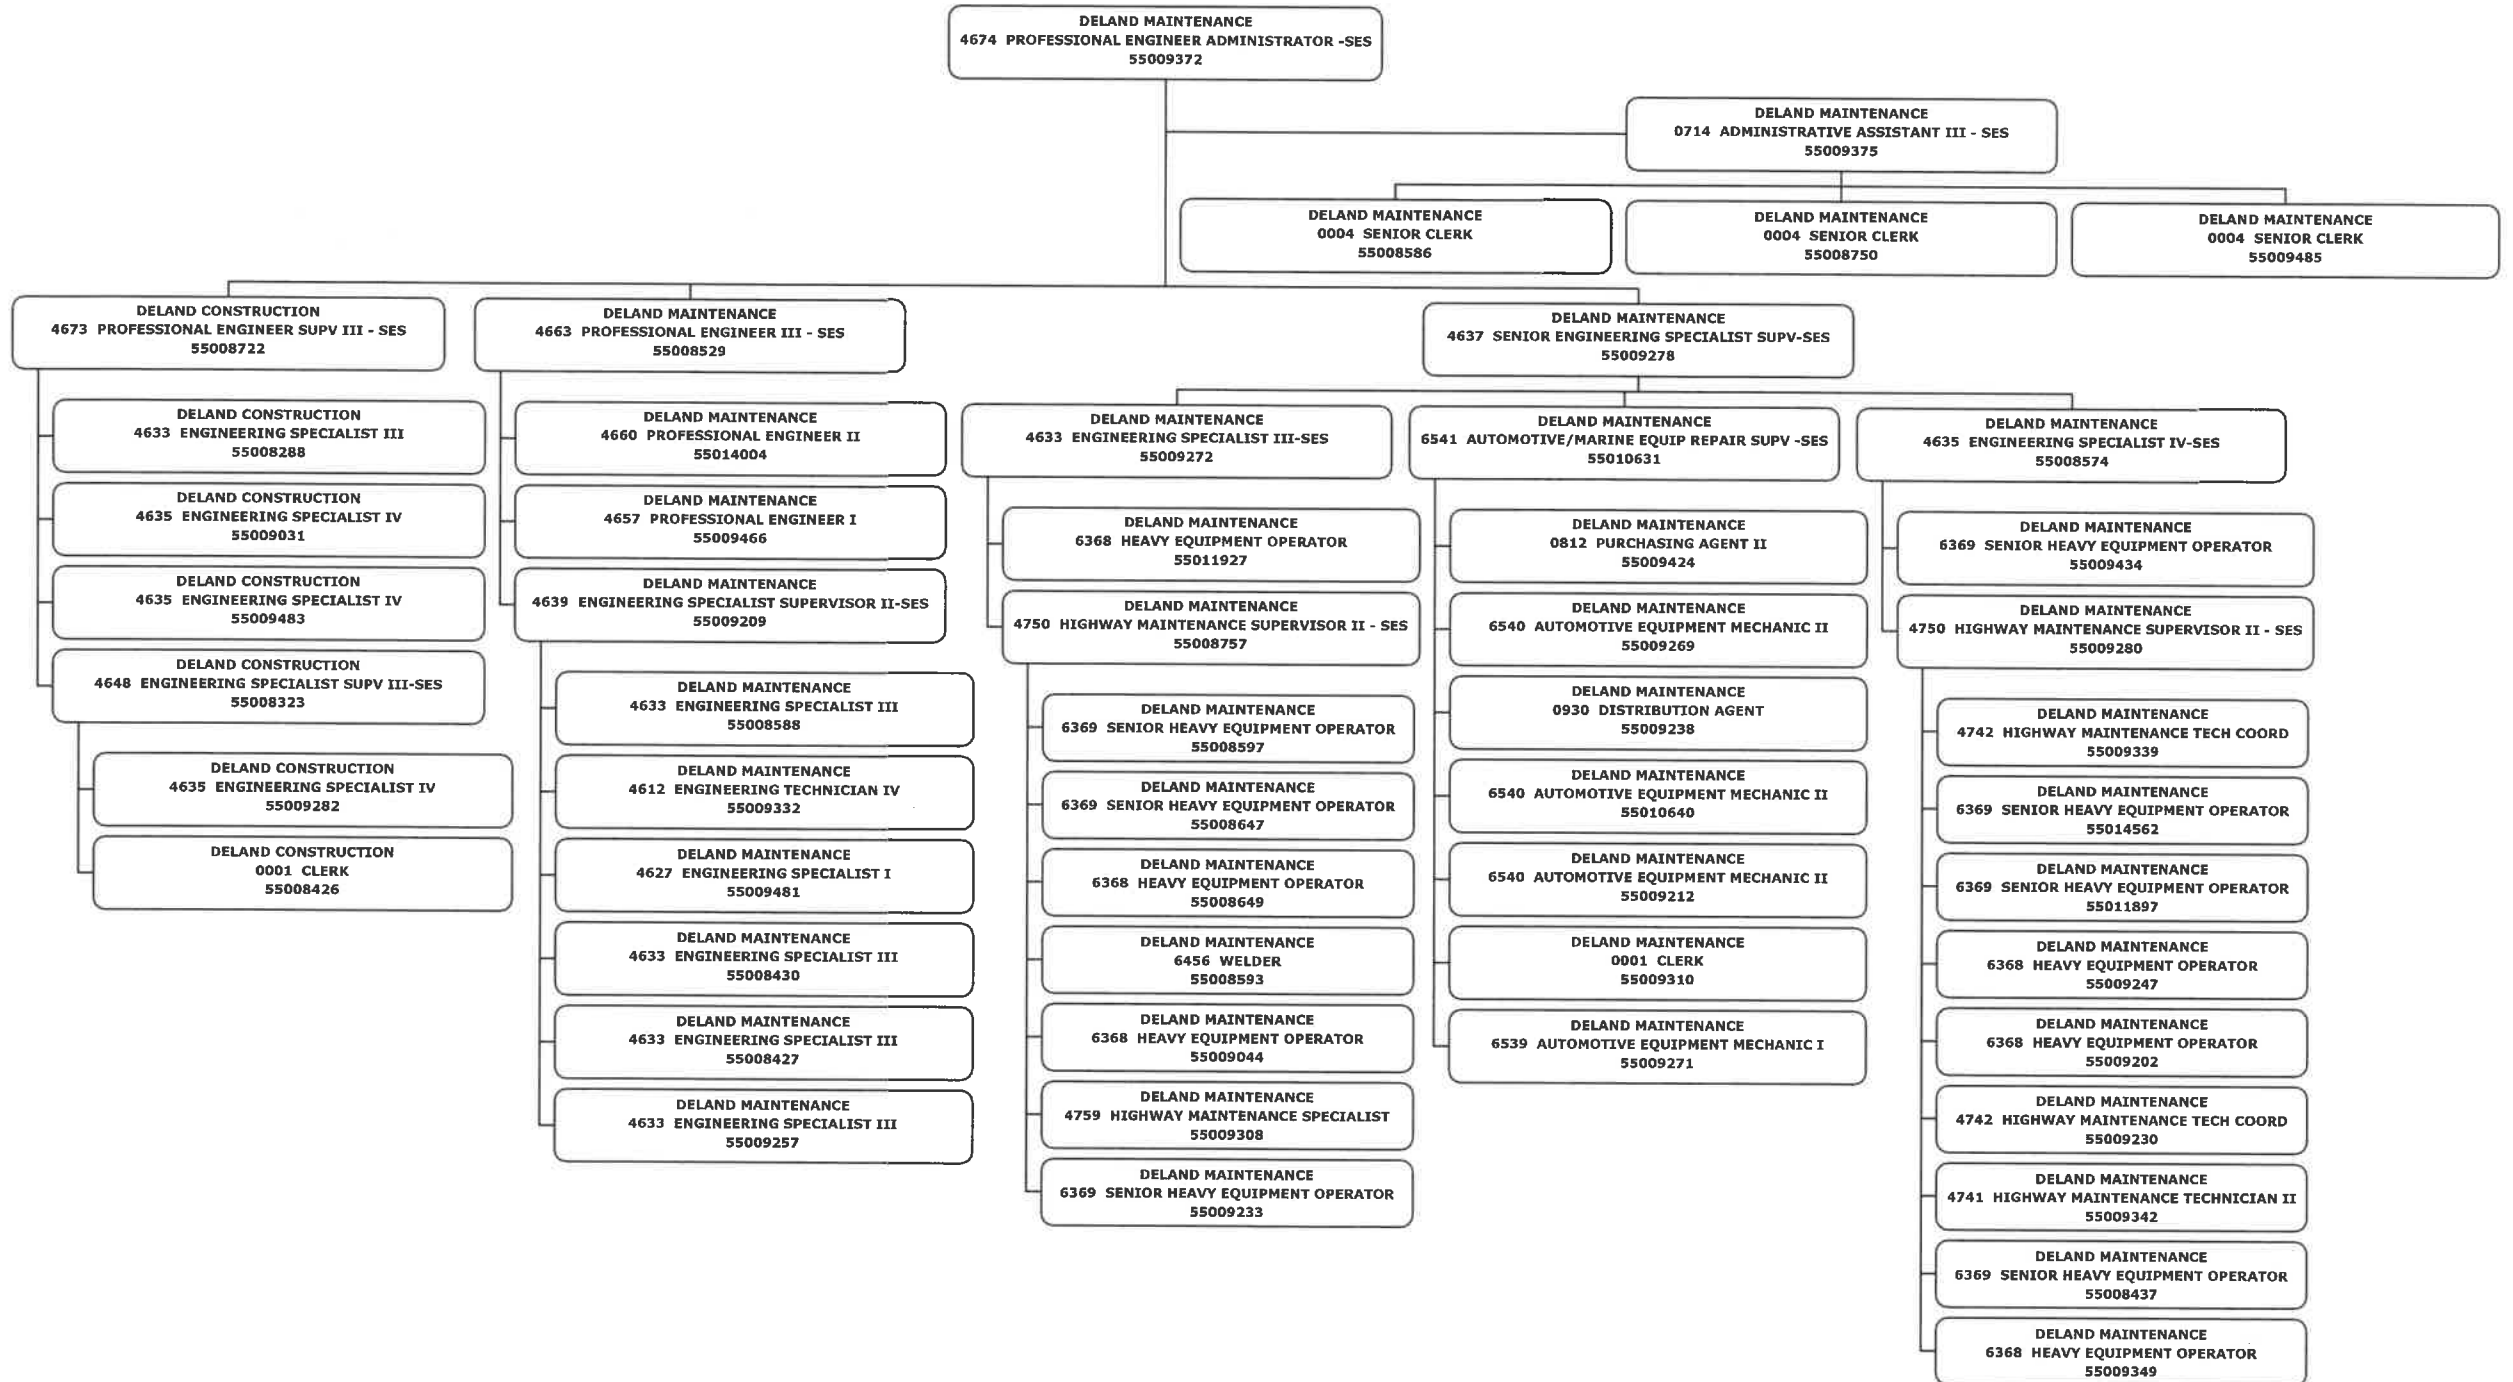 DELAND MAINTENANCE
4674 PROFESSIONAL ENGINEER ADMINISTRATOR -SES
55009372
DELAND MAINTENANCE
0714 ADMINISTRATIVE ASSISTANT III - SES
55009375
DELAND MAINTENANCE
0004 SENIOR CLERK
55008586
DELAND MAINTENANCE
0004 SENIOR CLERK
55008750
DELAND MAINTENANCE
0004 SENIOR CLERK
55009485
DELAND CONSTRUCTION
4673 PROFESSIONAL ENGINEER SUPV III - SES
55008722
DELAND CONSTRUCTION
4633 ENGINEERING SPECIALIST III
55008288
DELAND CONSTRUCTION
4635 ENGINEERING SPECIALIST IV
55009031
DELAND CONSTRUCTION
4635 ENGINEERING SPECIALIST IV
55009483
DELAND CONSTRUCTION
4648 ENGINEERING SPECIALIST SUPV III-SES
55008323
DELAND CONSTRUCTION
4635 ENGINEERING SPECIALIST IV
55009282
DELAND CONSTRUCTION
0001 CLERK
55008426
DELAND MAINTENANCE
4663 PROFESSIONAL ENGINEER III - SES
55008529
DELAND MAINTENANCE
4660 PROFESSIONAL ENGINEER II
55014004
DELAND MAINTENANCE
4657 PROFESSIONAL ENGINEER I
55009466
DELAND MAINTENANCE
4639 ENGINEERING SPECIALIST SUPERVISOR II-SES
55009209
DELAND MAINTENANCE
4633 ENGINEERING SPECIALIST III
55008588
DELAND MAINTENANCE
4612 ENGINEERING TECHNICIAN IV
55009332
DELAND MAINTENANCE
4627 ENGINEERING SPECIALIST I
55009481
DELAND MAINTENANCE
4633 ENGINEERING SPECIALIST III
55008430
DELAND MAINTENANCE
4633 ENGINEERING SPECIALIST III
55008427
DELAND MAINTENANCE
4633 ENGINEERING SPECIALIST III
55009257
DELAND MAINTENANCE
4637 SENIOR ENGINEERING SPECIALIST SUPV-SES
55009278
DELAND MAINTENANCE
4633 ENGINEERING SPECIALIST III-SES
55009272
DELAND MAINTENANCE
6368 HEAVY EQUIPMENT OPERATOR
55011927
DELAND MAINTENANCE
4750 HIGHWAY MAINTENANCE SUPERVISOR II - SES
55008757
DELAND MAINTENANCE
6369 SENIOR HEAVY EQUIPMENT OPERATOR
55008597
DELAND MAINTENANCE
6369 SENIOR HEAVY EQUIPMENT OPERATOR
55008647
DELAND MAINTENANCE
6368 HEAVY EQUIPMENT OPERATOR
55008649
DELAND MAINTENANCE
6456 WELDER
55008593
DELAND MAINTENANCE
6368 HEAVY EQUIPMENT OPERATOR
55009044
DELAND MAINTENANCE
4759 HIGHWAY MAINTENANCE SPECIALIST
55009308
DELAND MAINTENANCE
6369 SENIOR HEAVY EQUIPMENT OPERATOR
55009233
DELAND MAINTENANCE
6541 AUTOMOTIVE/MARINE EQUIP REPAIR SUPV -SES
55010631
DELAND MAINTENANCE
0812 PURCHASING AGENT II
55009424
DELAND MAINTENANCE
6540 AUTOMOTIVE EQUIPMENT MECHANIC II
55009269
DELAND MAINTENANCE
0930 DISTRIBUTION AGENT
55009238
DELAND MAINTENANCE
6540 AUTOMOTIVE EQUIPMENT MECHANIC II
55010640
DELAND MAINTENANCE
6540 AUTOMOTIVE EQUIPMENT MECHANIC II
55009212
DELAND MAINTENANCE
0001 CLERK
55009310
DELAND MAINTENANCE
6539 AUTOMOTIVE EQUIPMENT MECHANIC I
55009271
DELAND MAINTENANCE
4635 ENGINEERING SPECIALIST IV-SES
55008574
DELAND MAINTENANCE
6369 SENIOR HEAVY EQUIPMENT OPERATOR
55009434
DELAND MAINTENANCE
4750 HIGHWAY MAINTENANCE SUPERVISOR II - SES
55009280
DELAND MAINTENANCE
4742 HIGHWAY MAINTENANCE TECH COORD
55009339
DELAND MAINTENANCE
6369 SENIOR HEAVY EQUIPMENT OPERATOR
55014562
DELAND MAINTENANCE
6369 SENIOR HEAVY EQUIPMENT OPERATOR
55011897
DELAND MAINTENANCE
6368 HEAVY EQUIPMENT OPERATOR
55009247
DELAND MAINTENANCE
6368 HEAVY EQUIPMENT OPERATOR
55009202
DELAND MAINTENANCE
4742 HIGHWAY MAINTENANCE TECH COORD
55009230
DELAND MAINTENANCE
4741 HIGHWAY MAINTENANCE TECHNICIAN II
55009342
DELAND MAINTENANCE
6369 SENIOR HEAVY EQUIPMENT OPERATOR
55008437
DELAND MAINTENANCE
6368 HEAVY EQUIPMENT OPERATOR
55009349